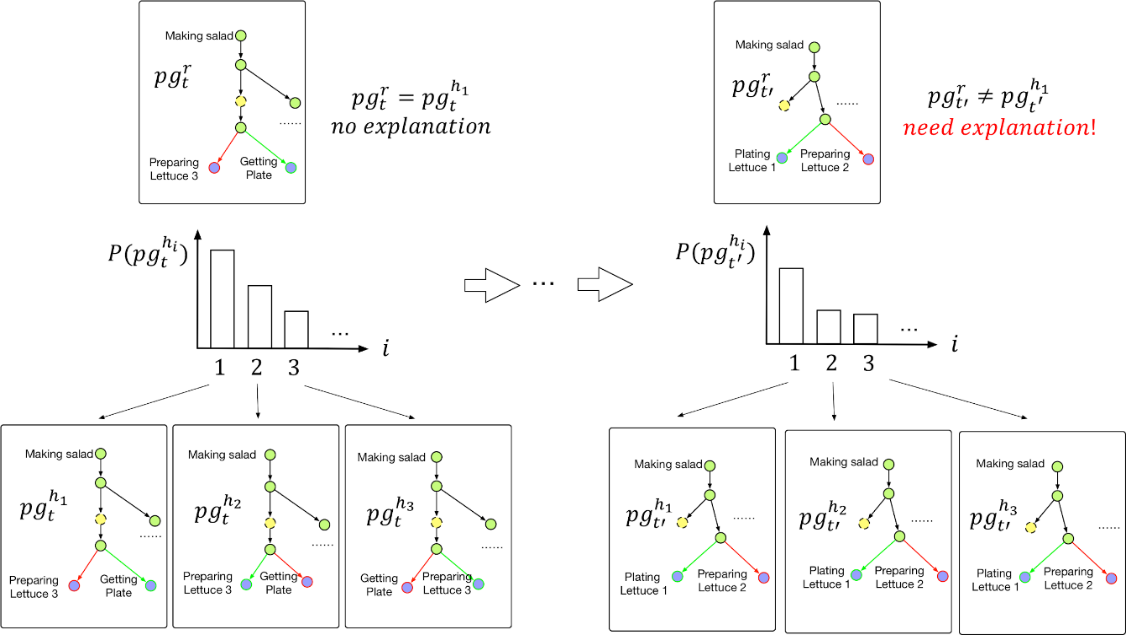 Making salad
pg_t^r
......
Preparing
Lettuce 3
Getting
Plate
pg_t^r = pg_t^{h_1}
no explanation
Making salad
pg_{t'}^r
......
Plating
Lettuce 1
Preparing
Lettuce 2
pg_{t'}^r ≠ pg_{t'}^{h_1}
need explanation!
P(pg_t^{h_i})
...
i
1 2 3
...
P(pg_{t'}^{h_i})
...
i
1 2 3
Making salad
pg_t^{h_1}
......
Preparing
Lettuce 3
Getting
Plate
Making salad
pg_t^{h_2}
......
Preparing
Lettuce 3
Getting
Plate
Making salad
pg_t^{h_3}
......
Getting
Plate
Preparing
Lettuce 3
Making salad
pg_{t'}^{h_1}
......
Plating
Lettuce 1
Preparing
Lettuce 2
Making salad
pg_{t'}^{h_2}
......
Plating
Lettuce 1
Preparing
Lettuce 2
Making salad
pg_{t'}^{h_3}
......
Plating
Lettuce 1
Preparing
Lettuce 2